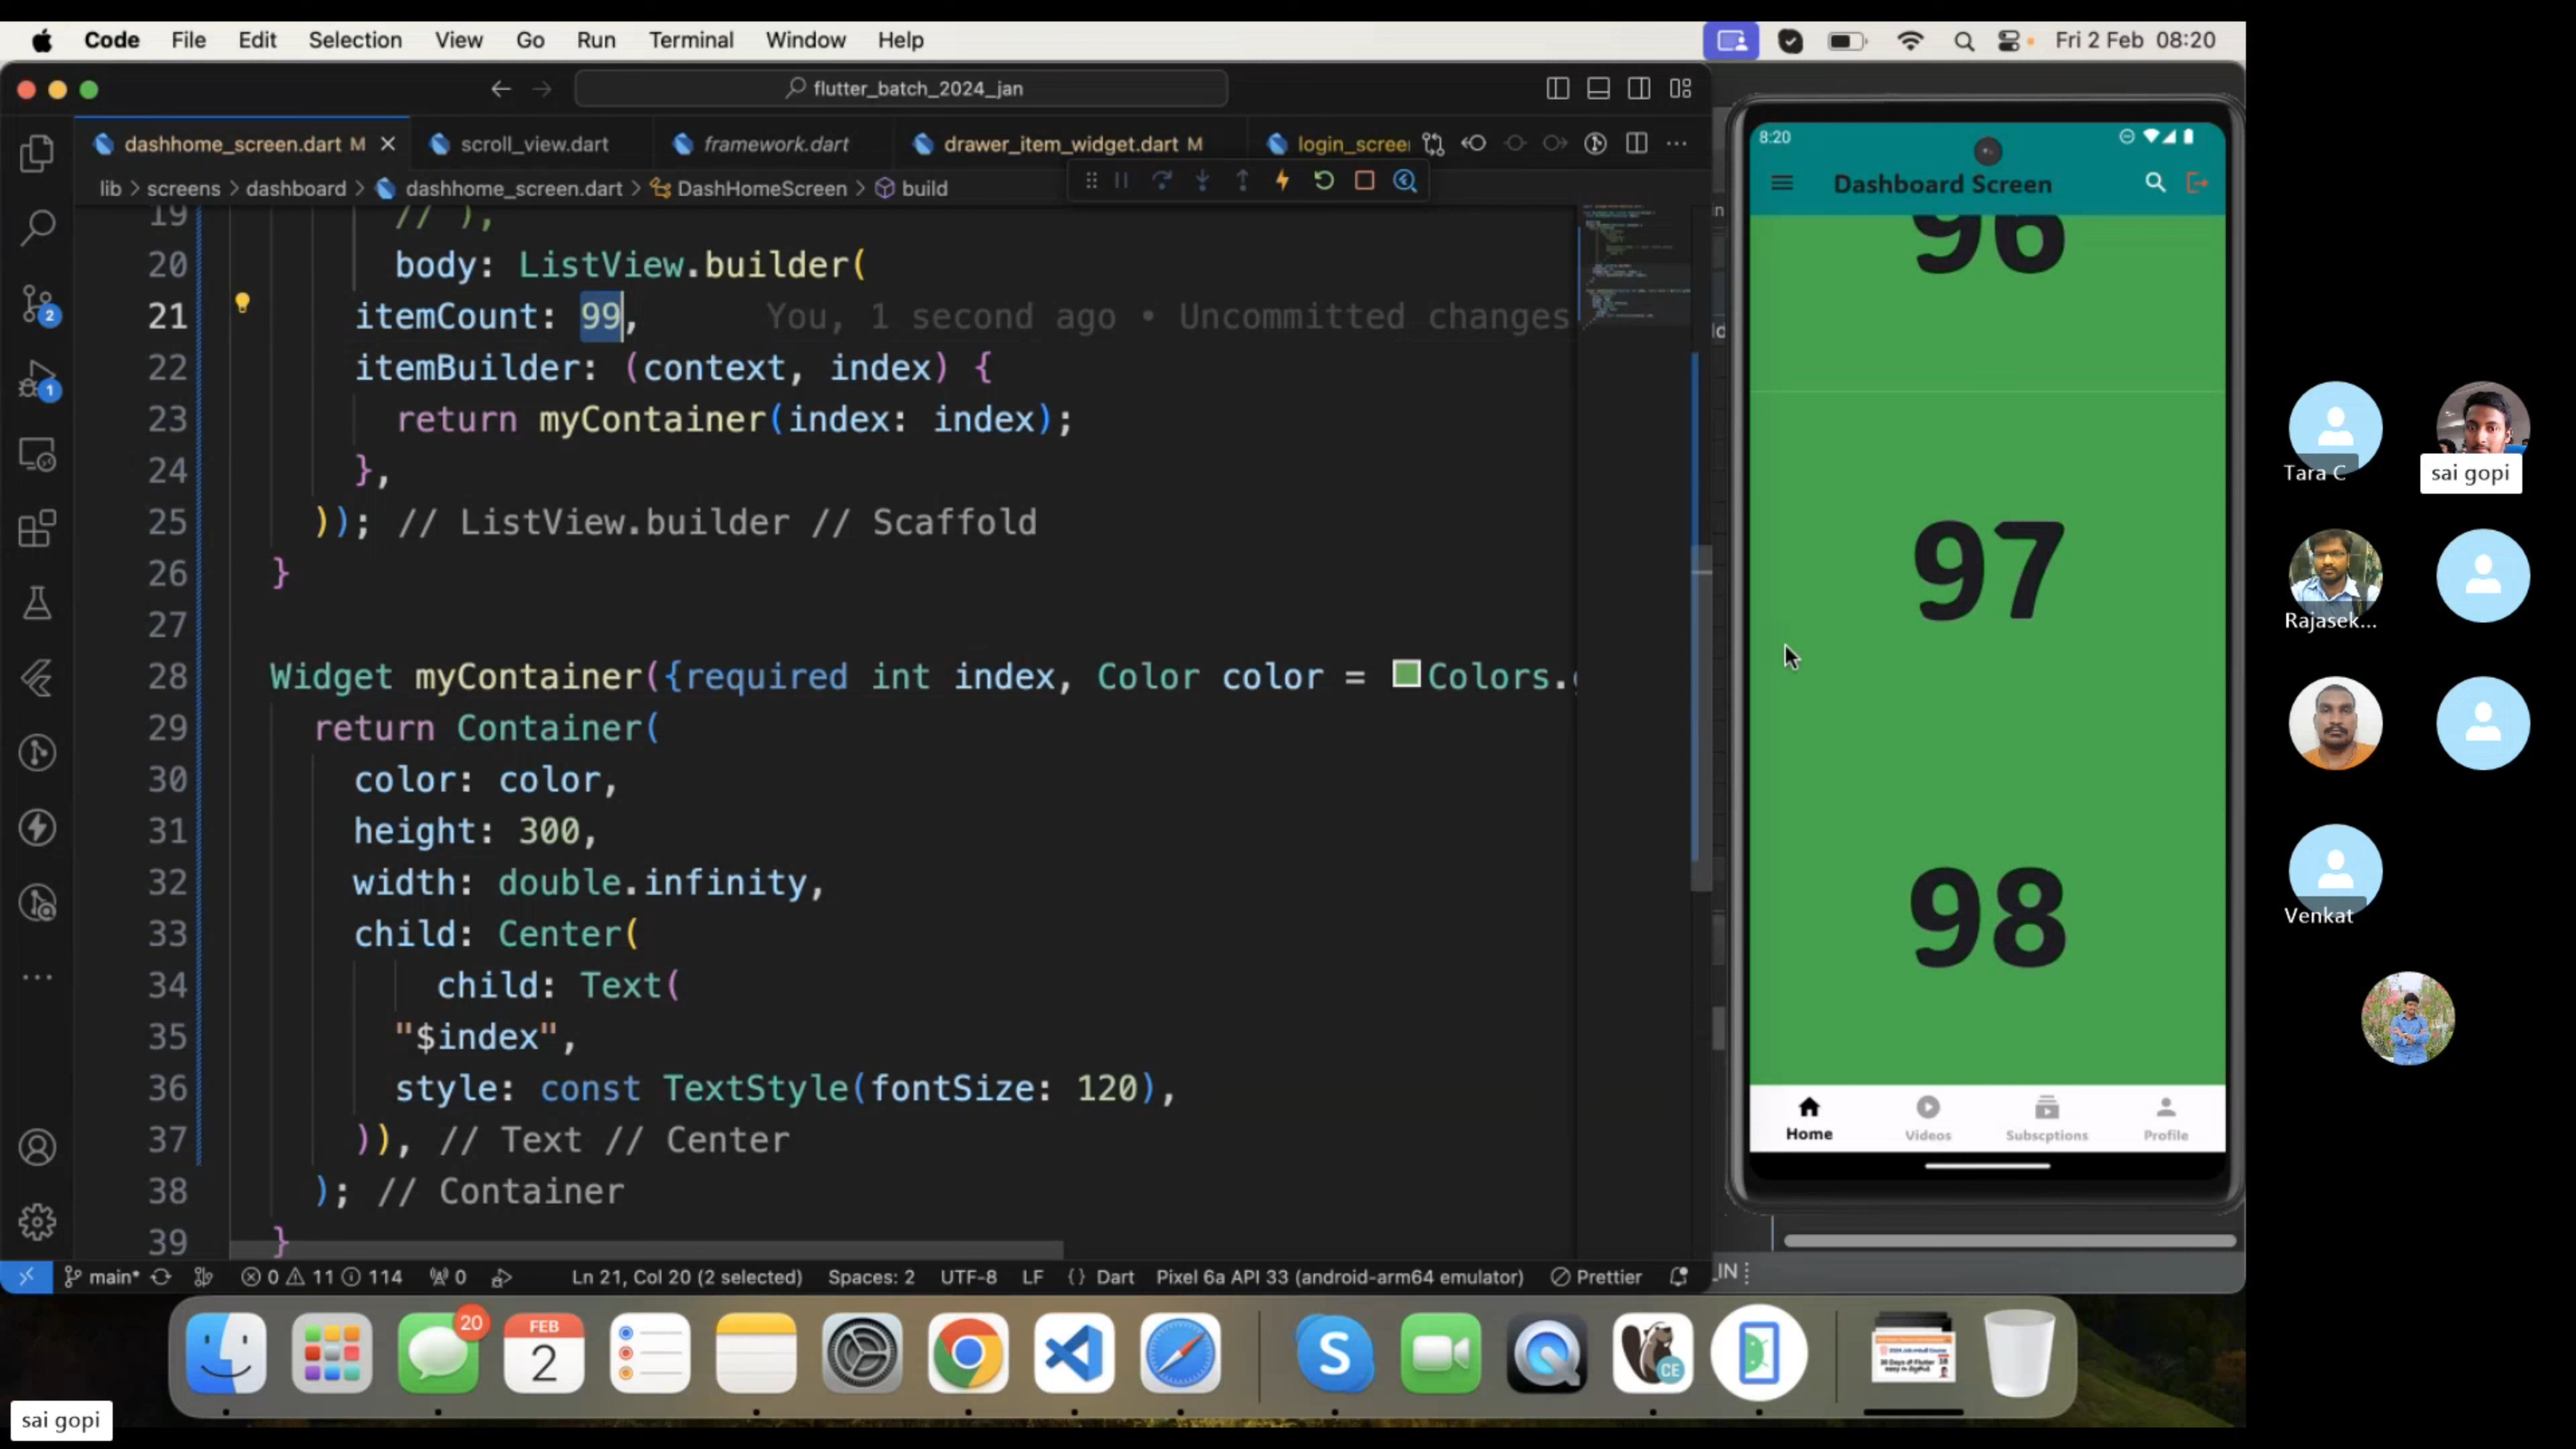 Code File Edit Selection View Go Run Terminal Window Help Fri 2 Feb 08:20
flutter_batch_2024_jan
dashhome_screen.dart M scroll_view.dart framework.dart drawer_item_widget.dart M login_scree
lib > screens > dashboard > dashhome_screen.dart > DashHomeScreen > build
19 // ),
20 body: ListView.builder(
21 itemCount: 99, You, 1 second ago • Uncommitted changes
22 itemBuilder: (context, index) {
23 return myContainer(index: index);
24 },
25 )); // ListView.builder // Scaffold
26 }
27
28 Widget myContainer({required int index, Color color = Colors.
29 return Container(
30 color: color,
31 height: 300,
32 width: double.infinity,
33 child: Center(
34 child: Text(
35 "$index",
36 style: const TextStyle(fontSize: 120),
37 )), // Text // Center
38 ); // Container
39 }
2
1
main* 0 11 114 0 Ln 21, Col 20 (2 selected) Spaces: 2 UTF-8 LF {} Dart Pixel 6a API 33 (android-arm64 emulator) Prettier
_IN
8:20
Dashboard Screen
96
97
98
Home Videos Subscptions Profile
Tara C
sai gopi
Rajasek...
Venkat
20
FEB
2
S
CE
sai gopi